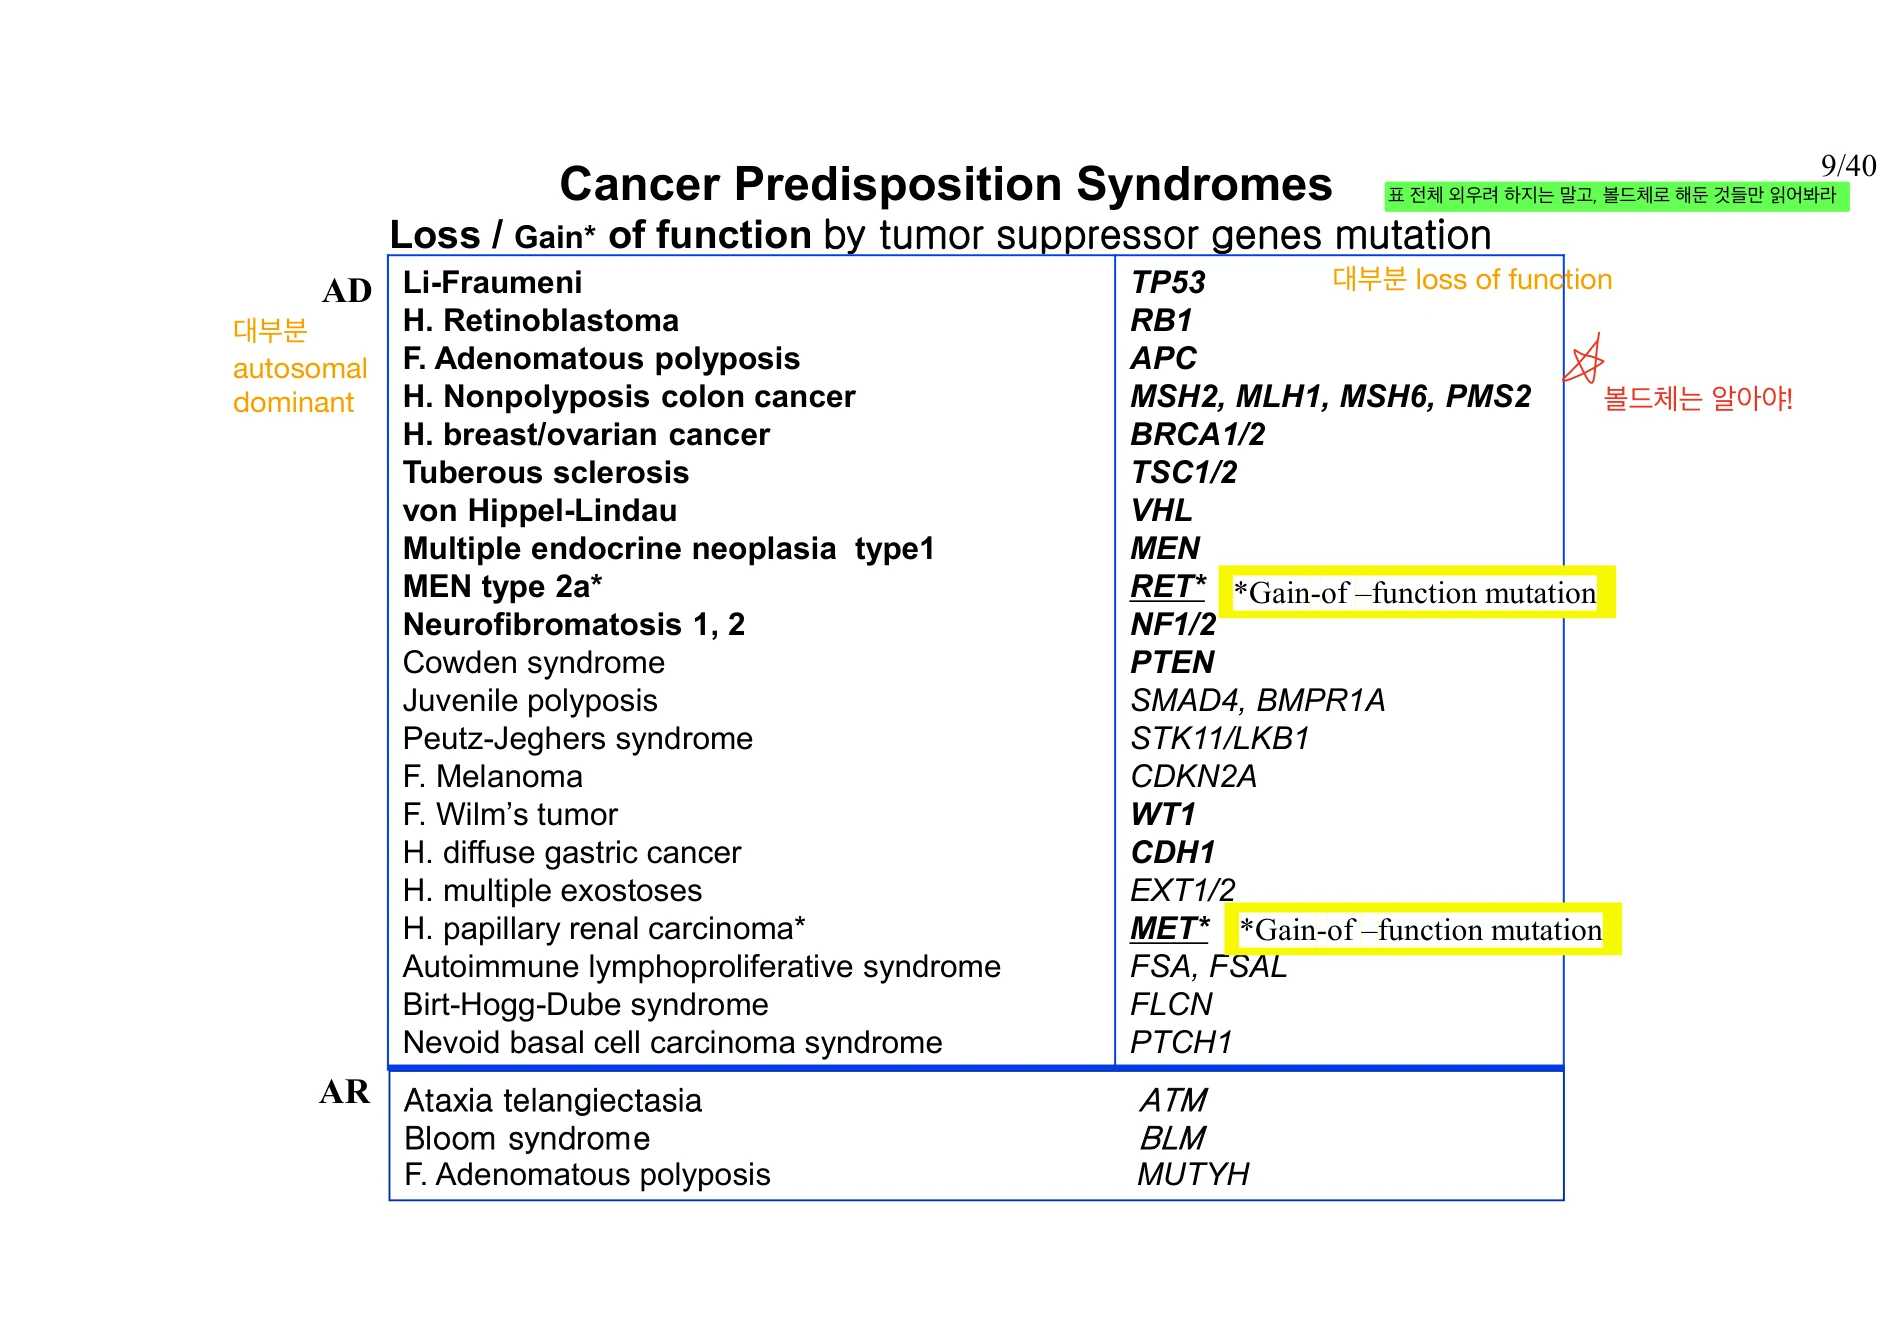 9/40
Cancer Predisposition Syndromes
표 전체 외우려 하지는 말고, 볼드체로 해둔 것들만 읽어봐라
Loss / Gain* of function by tumor suppressor genes mutation
AD
대부분
autosomal
dominant
Li-Fraumeni TP53 대부분 loss of function
H. Retinoblastoma RB1
F. Adenomatous polyposis APC
H. Nonpolyposis colon cancer MSH2, MLH1, MSH6, PMS2 볼드체는 알아야!
H. breast/ovarian cancer BRCA1/2
Tuberous sclerosis TSC1/2
von Hippel-Lindau VHL
Multiple endocrine neoplasia type1 MEN
MEN type 2a* RET* *Gain-of –function mutation
Neurofibromatosis 1, 2 NF1/2
Cowden syndrome PTEN
Juvenile polyposis SMAD4, BMPR1A
Peutz-Jeghers syndrome STK11/LKB1
F. Melanoma CDKN2A
F. Wilm’s tumor WT1
H. diffuse gastric cancer CDH1
H. multiple exostoses EXT1/2
H. papillary renal carcinoma* MET* *Gain-of –function mutation
Autoimmune lymphoproliferative syndrome FSA, FSAL
Birt-Hogg-Dube syndrome FLCN
Nevoid basal cell carcinoma syndrome PTCH1
AR
Ataxia telangiectasia ATM
Bloom syndrome BLM
F. Adenomatous polyposis MUTYH